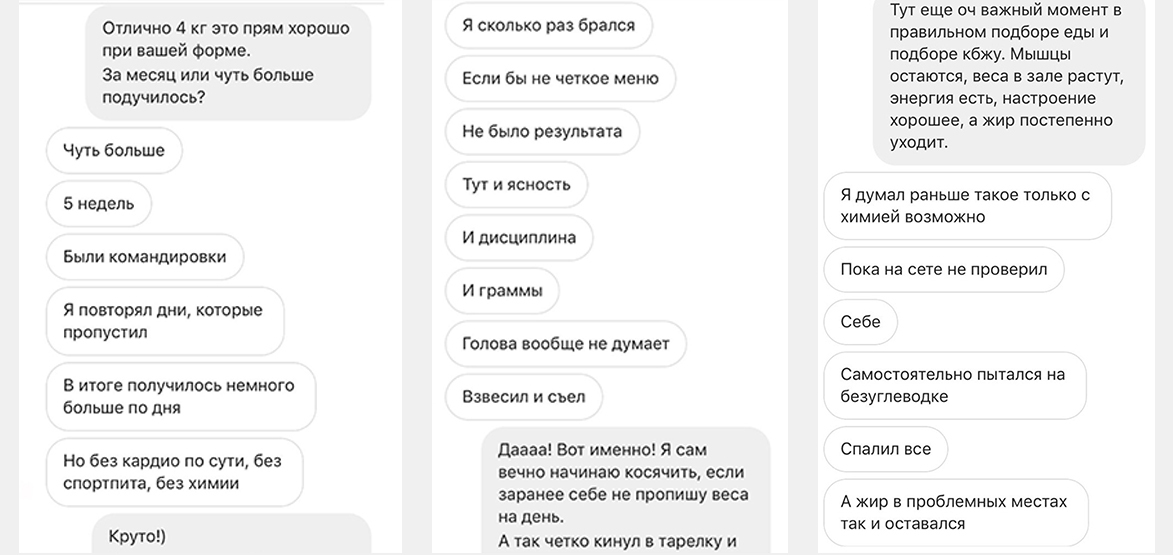 Отлично 4 кг это прям хорошо
при вашей форме.
За месяц или чуть больше
подучилось?
Чуть больше
5 недель
Были командировки
Я повторял дни, которые
пропустил
В итоге получилось немного
больше по дня
Но без кардио по сути, без
спортпита, без химии
Круто!)
Я сколько раз брался
Если бы не четкое меню
Не было результата
Тут и ясность
И дисциплина
И граммы
Голова вообще не думает
Взвесил и съел
Даааа! Вот именно! Я сам
вечно начинаю косячить, если
заранее себе не пропишу веса
на день.
А так четко кинул в тарелку и
Тут еще оч важный момент в
правильном подборе еды и
подборе кбжу. Мышцы
остаются, веса в зале растут,
энергия есть, настроение
хорошее, а жир постепенно
уходит.
Я думал раньше такое только с
химией возможно
Пока на сете не проверил
Себе
Самостоятельно пытался на
безуглеводке
Спалил все
А жир в проблемных местах
так и оставался